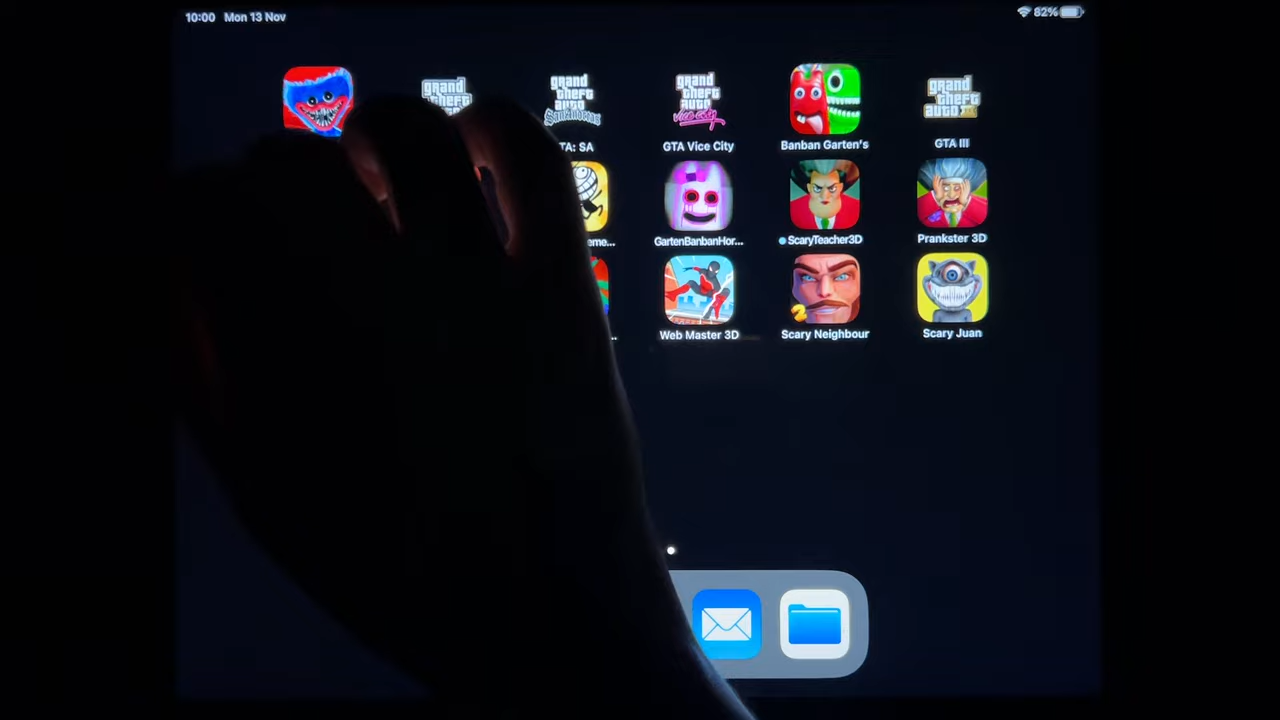 10:00 Mon 13 Nov
82%
grand
theft
grand
theft
auto
San Andreas
grand
theft
auto
vice city
grand
theft
auto III
TA: SA
GTA Vice City
Banban Garten's
GTA III
eme...
GartenBanbanHor...
ScaryTeacher3D
Prankster 3D
Web Master 3D
2
Scary Neighbour
Scary Juan